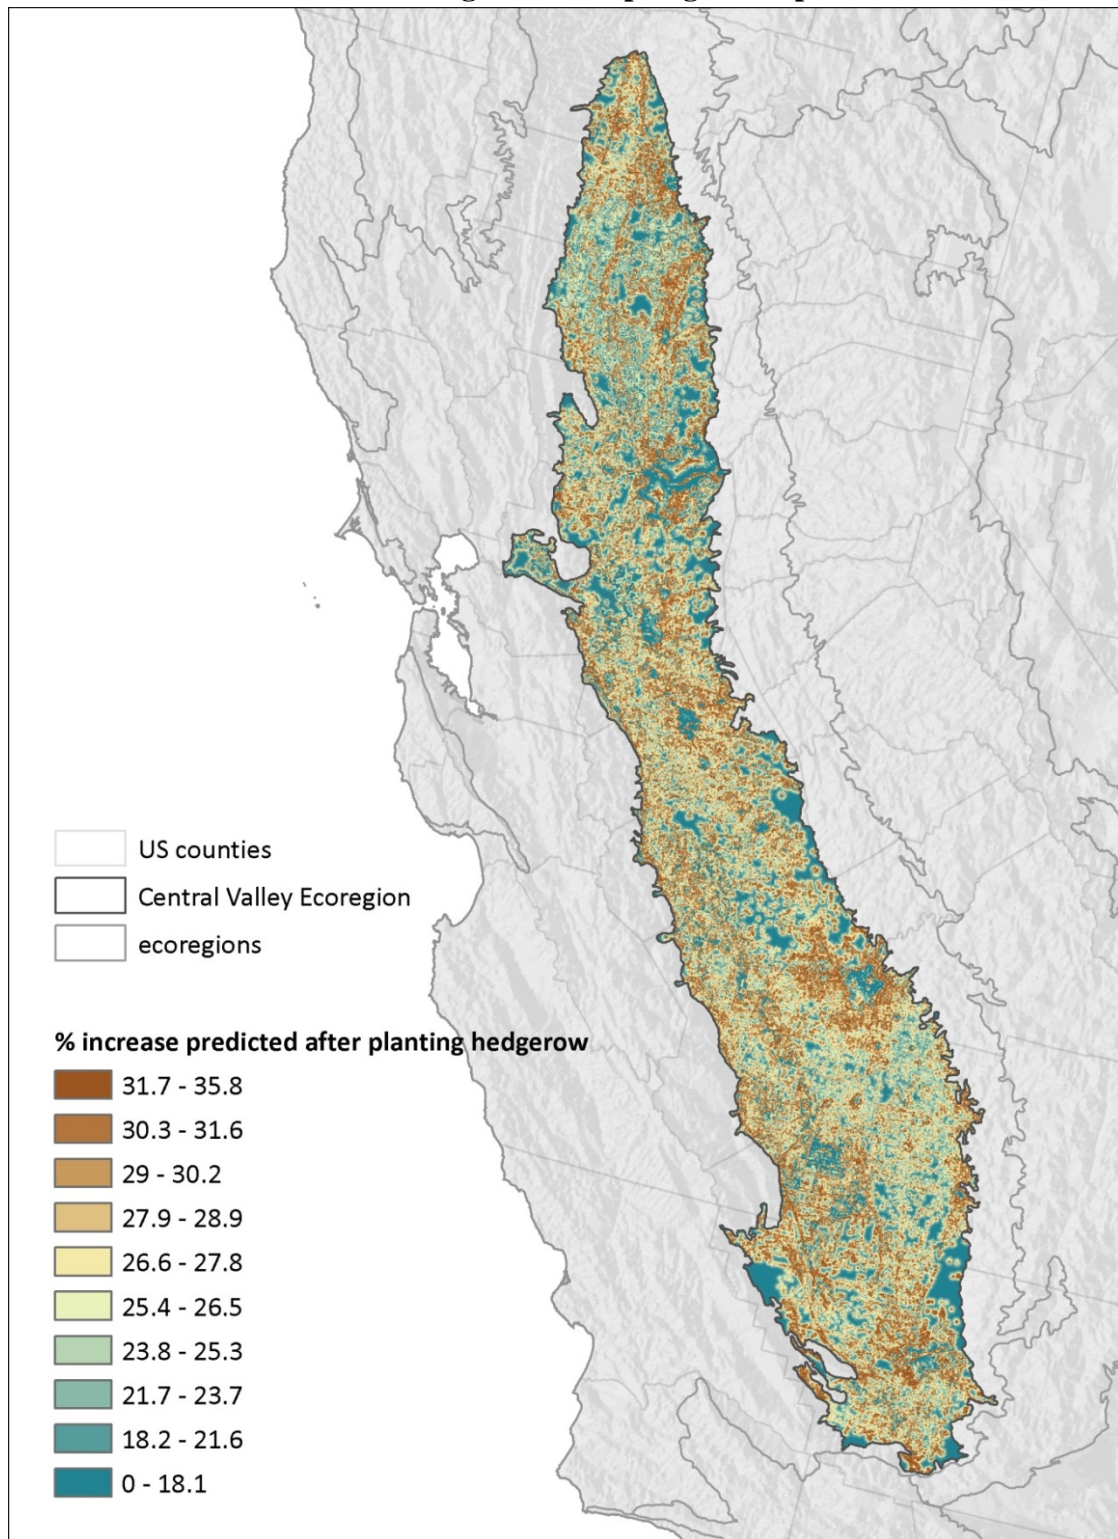 US counties
Central Valley Ecoregion
ecoregions
% increase predicted after planting hedgerow
31.7 - 35.8
30.3 - 31.6
29 - 30.2
27.9 - 28.9
26.6 - 27.8
25.4 - 26.5
23.8 - 25.3
21.7 - 23.7
18.2 - 21.6
0 - 18.1